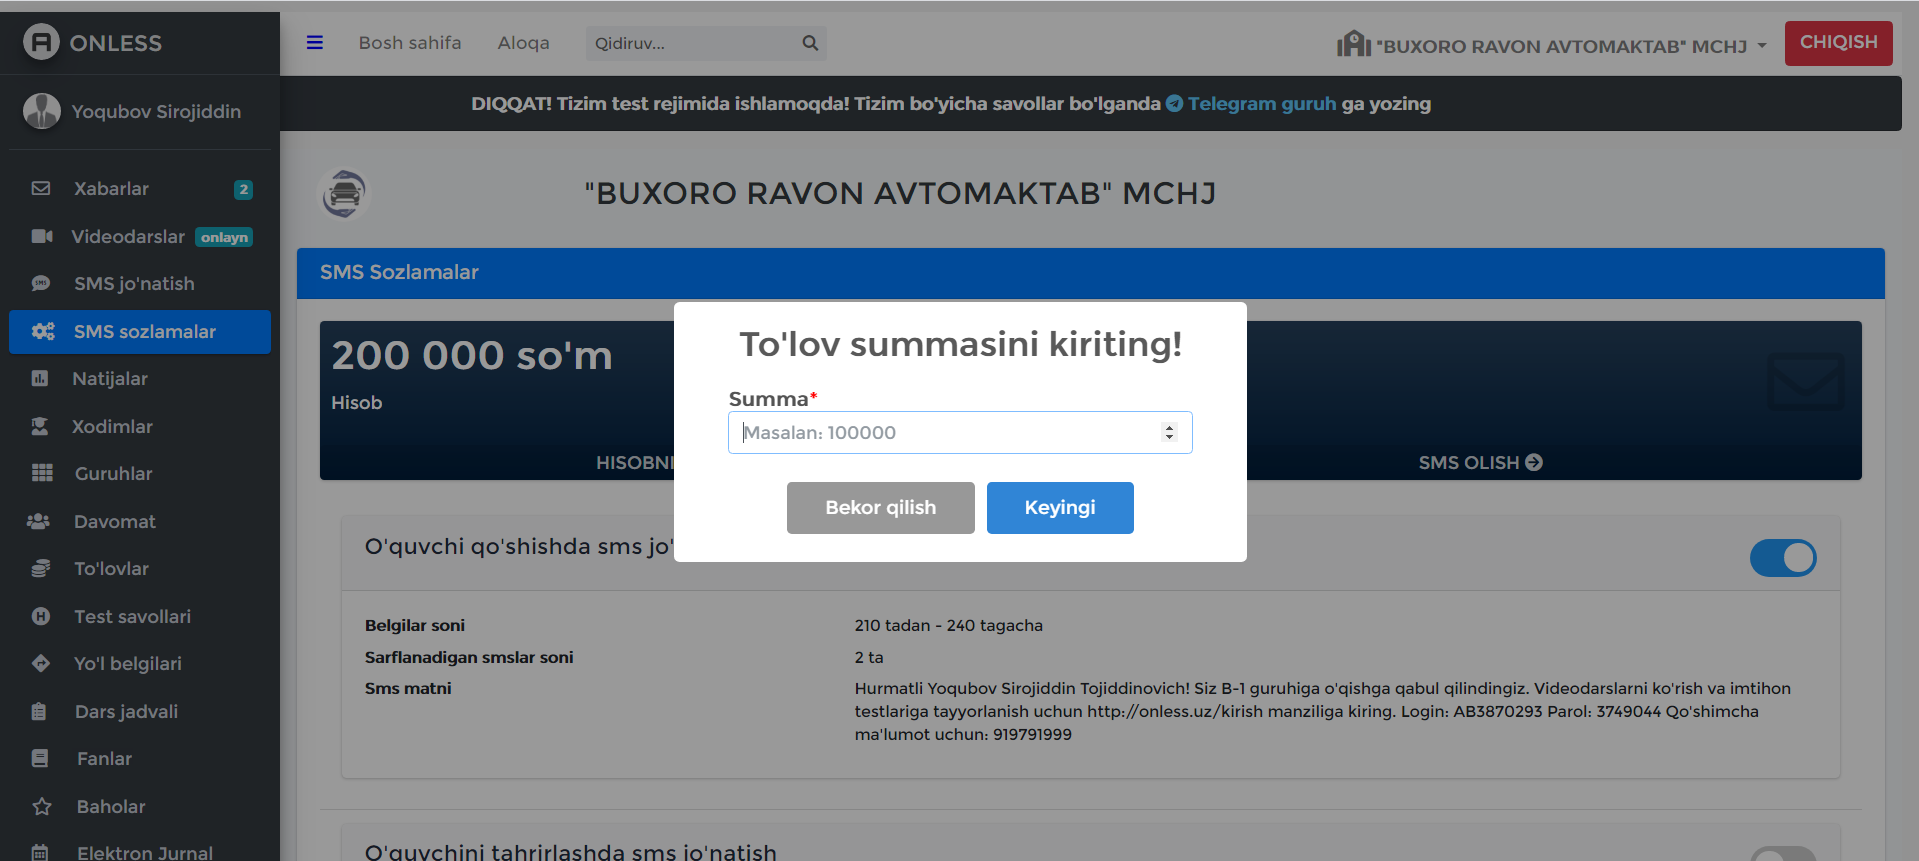 ONLESS
Bosh sahifa
Aloqa
Qidiruv...
"BUXORO RAVON AVTOMAKTAB" MCHJ
CHIQISH
Yoqubov Sirojiddin
DIQQAT! Tizim test rejimida ishlamoqda! Tizim bo'yicha savollar bo'lganda Telegram guruh ga yozing
Xabarlar 2
Videodarslar onlayn
SMS jo'natish
SMS sozlamalar
Natijalar
Xodimlar
Guruhlar
Davomat
To'lovlar
Test savollari
Yo'l belgilari
Dars jadvali
Fanlar
Baholar
Elektron Jurnal
"BUXORO RAVON AVTOMAKTAB" MCHJ
SMS Sozlamalar
200 000 so'm
Hisob
HISOBNI
SMS OLISH
To'lov summasini kiriting!
Summa*
Masalan: 100000
Bekor qilish
Keyingi
O'quvchi qo'shishda sms jo'
Belgilar soni
210 tadan - 240 tagacha
Sarflanadigan smslar soni
2 ta
Sms matni
Hurmatli Yoqubov Sirojiddin Tojiddinovich! Siz B-1 guruhiga o'qishga qabul qilindingiz. Videodarslarni ko'rish va imtihon
testlariga tayyorlanish uchun http://onless.uz/kirish manziliga kiring. Login: AB3870293 Parol: 3749044 Qo'shimcha
ma'lumot uchun: 919791999
O'quvchini tahrirlashda sms jo'natish